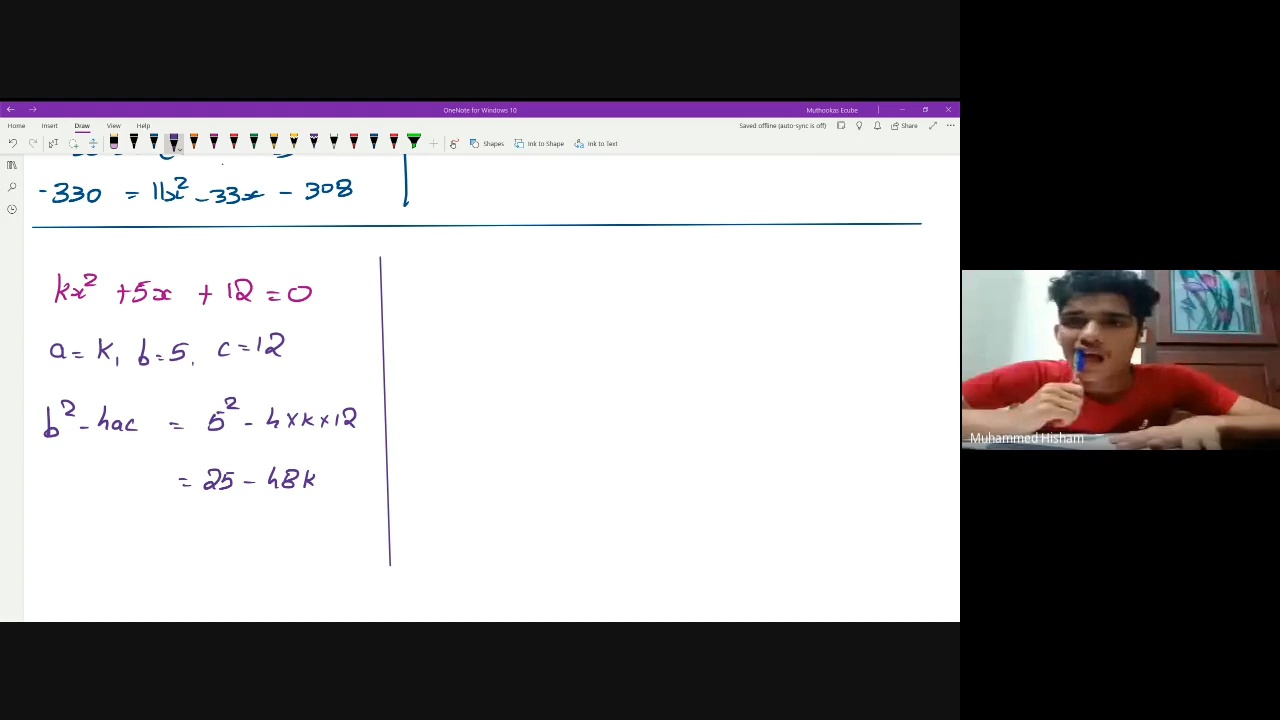 OneNote for Windows 10
Muthookas Ecube
Home Insert Draw View Help
Saved offline (auto-sync is off)
Share
Shapes
Ink to Shape
Ink to Text
-330 = 11x² - 33x - 308
kx² + 5x + 12 = 0
a = k, b = 5, c = 12
b² - 4ac = 5² - 4 x k x 12
= 25 - 48k
Muhammed Hisham